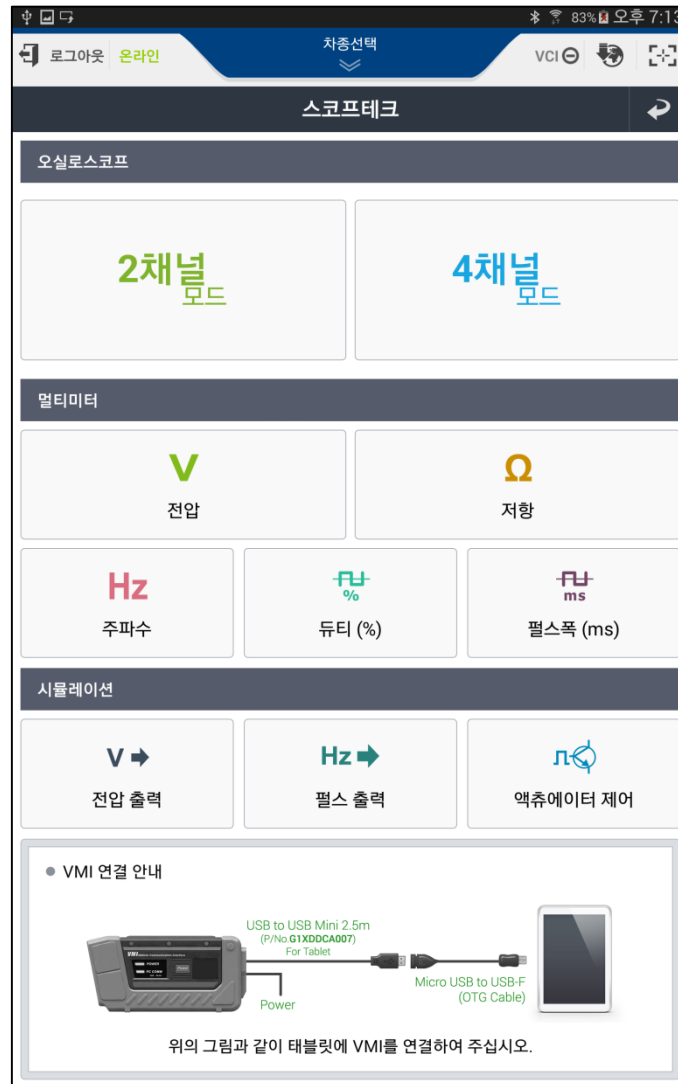 83% 오후 7:13
로그아웃 온라인 차종선택 VCI
스코프테크
오실로스코프
2채널 모드 4채널 모드
멀티미터
V Ω
전압 저항
Hz % ms
주파수 듀티 (%) 펄스폭 (ms)
시뮬레이션
V Hz
전압 출력 펄스 출력 액츄에이터 제어
VMI 연결 안내
USB to USB Mini 2.5m
(P/No.G1XDDCA007)
For Tablet
VMI
POWER
PC COMM
Micro USB to USB-F
(OTG Cable)
Power
위의 그림과 같이 태블릿에 VMI를 연결하여 주십시오.